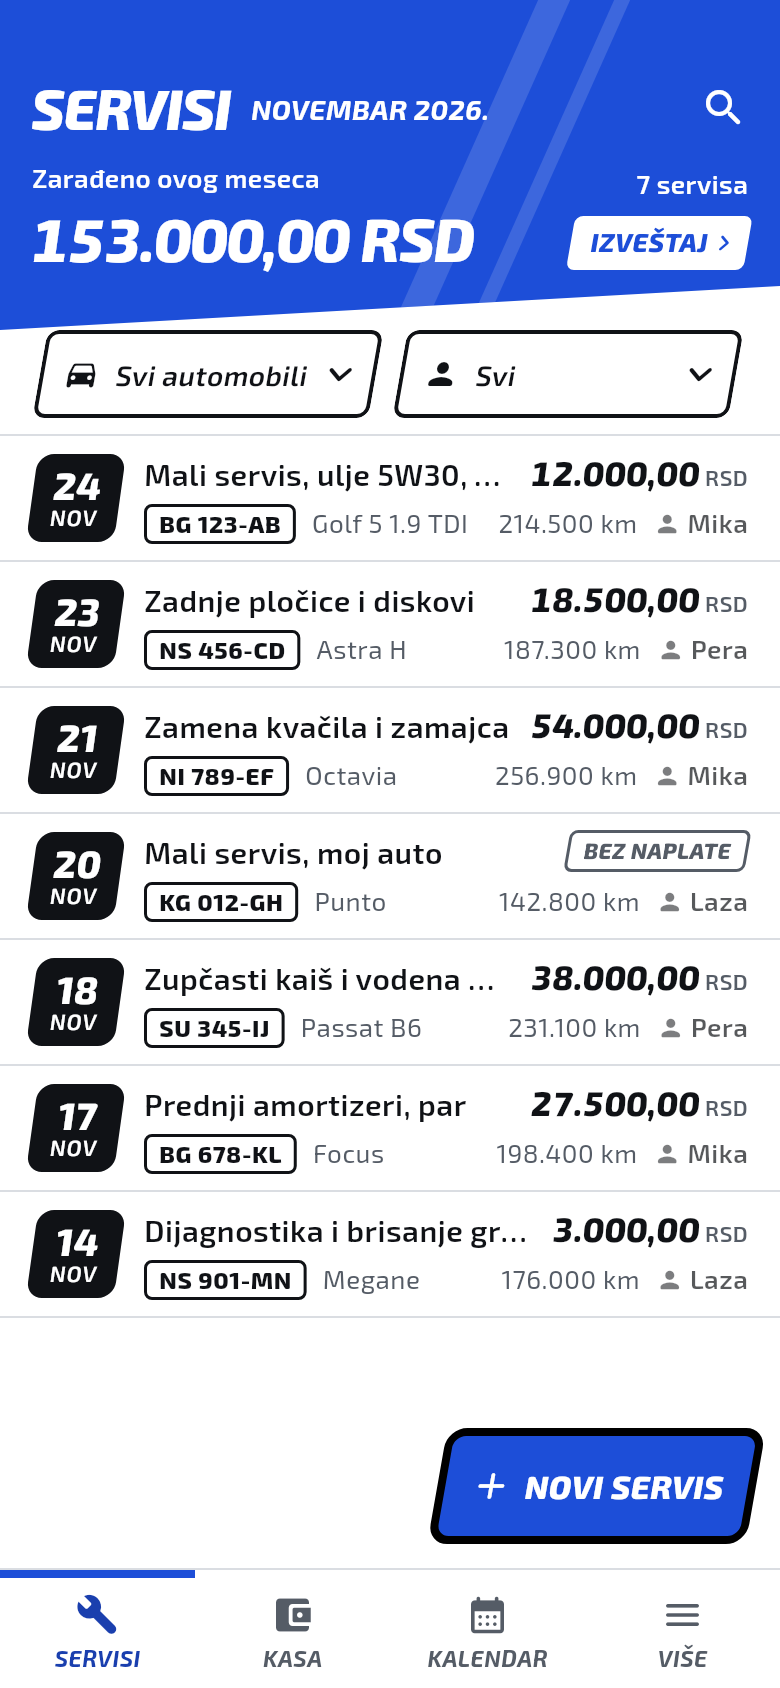 SERVISI NOVEMBAR 2026.
Zarađeno ovog meseca
7 servisa
153.000,00 RSD
IZVEŠTAJ
Svi automobili
Svi
24 NOV
Mali servis, ulje 5W30, ...
12.000,00 RSD
BG 123-AB Golf 5 1.9 TDI 214.500 km Mika
23 NOV
Zadnje pločice i diskovi
18.500,00 RSD
NS 456-CD Astra H 187.300 km Pera
21 NOV
Zamena kvačila i zamajca
54.000,00 RSD
NI 789-EF Octavia 256.900 km Mika
20 NOV
Mali servis, moj auto
BEZ NAPLATE
KG 012-GH Punto 142.800 km Laza
18 NOV
Zupčasti kaiš i vodena ...
38.000,00 RSD
SU 345-IJ Passat B6 231.100 km Pera
17 NOV
Prednji amortizeri, par
27.500,00 RSD
BG 678-KL Focus 198.400 km Mika
14 NOV
Dijagnostika i brisanje gr...
3.000,00 RSD
NS 901-MN Megane 176.000 km Laza
NOVI SERVIS
SERVISI
KASA
KALENDAR
VIŠE